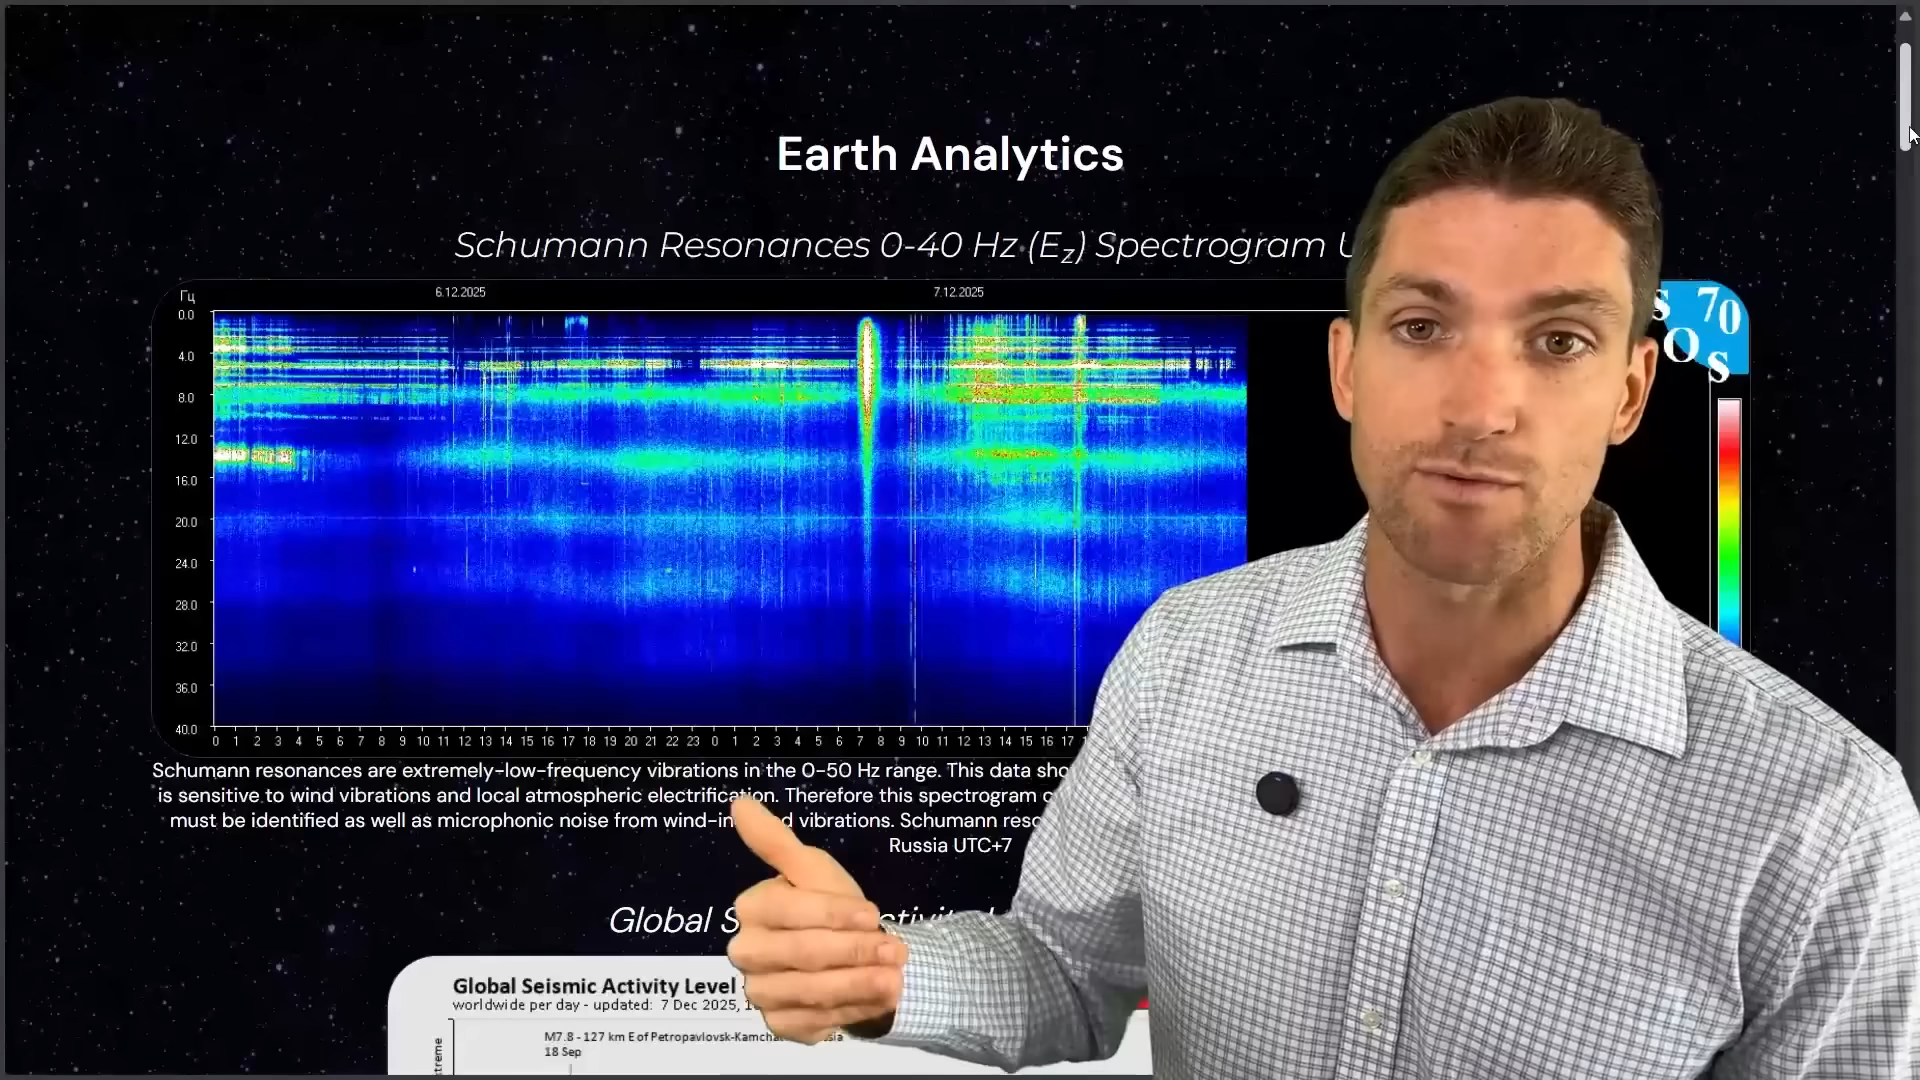 Earth Analytics
Schumann Resonances 0-40 Hz (Ez) Spectrogram
6.12.2025 7.12.2025
Гц
0.0
4.0
8.0
12.0
16.0
20.0
24.0
28.0
32.0
36.0
40.0
s 70
O
s
0 1 2 3 4 5 6 7 8 9 10 11 12 13 14 15 16 17 18 19 20 21 22 23 0 1 2 3 4 5 6 7 8 9 10 11 12 13 14 15 16 17
Schumann resonances are extremely-low-frequency vibrations in the 0-50 Hz range. This data
is sensitive to wind vibrations and local atmospheric electrification. Therefore this spectrogram
must be identified as well as microphonic noise from vibrations. Schumann
Russia UTC+7
Global
Global Seismic Activity Level
worldwide per day - updated: 7 Dec 2025,
M7.8 - 127 km E of Petropavlovsk-
18 Sep